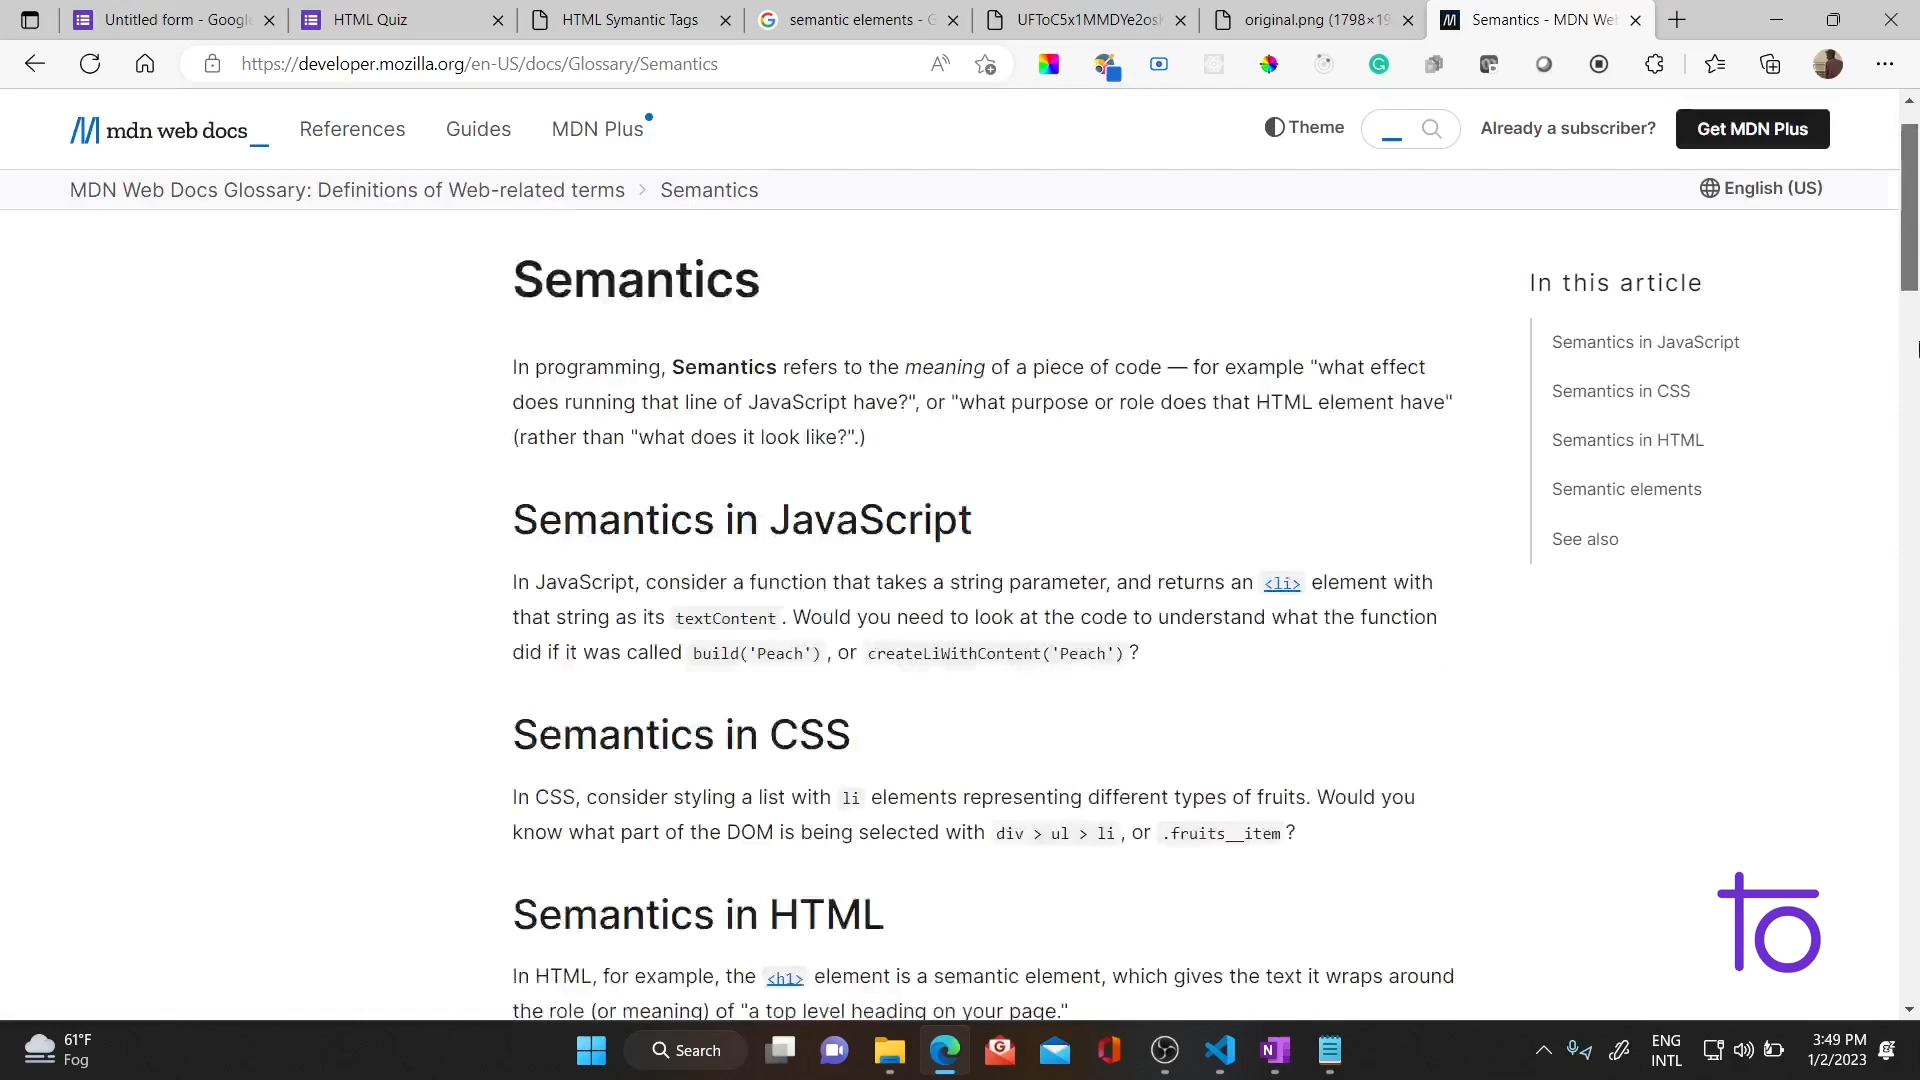 Untitled form - Google
HTML Quiz
HTML Symantic Tags
semantic elements - G
UFToC5x1MMDYe2osl
original.png (1798×19
Semantics - MDN We
https://developer.mozilla.org/en-US/docs/Glossary/Semantics
mdn web docs_
References
Guides
MDN Plus
Theme
Already a subscriber?
Get MDN Plus
MDN Web Docs Glossary: Definitions of Web-related terms > Semantics
English (US)
Semantics
In programming, Semantics refers to the meaning of a piece of code — for example "what effect
does running that line of JavaScript have?", or "what purpose or role does that HTML element have"
(rather than "what does it look like?".)
Semantics in JavaScript
In JavaScript, consider a function that takes a string parameter, and returns an <li> element with
that string as its textContent. Would you need to look at the code to understand what the function
did if it was called build('Peach'), or createLiWithContent('Peach')?
Semantics in CSS
In CSS, consider styling a list with li elements representing different types of fruits. Would you
know what part of the DOM is being selected with div > ul > li, or .fruits__item?
Semantics in HTML
In HTML, for example, the <h1> element is a semantic element, which gives the text it wraps around
the role (or meaning) of "a top level heading on your page."
In this article
Semantics in JavaScript
Semantics in CSS
Semantics in HTML
Semantic elements
See also
to
61°F
Fog
Search
ENG
INTL
3:49 PM
1/2/2023